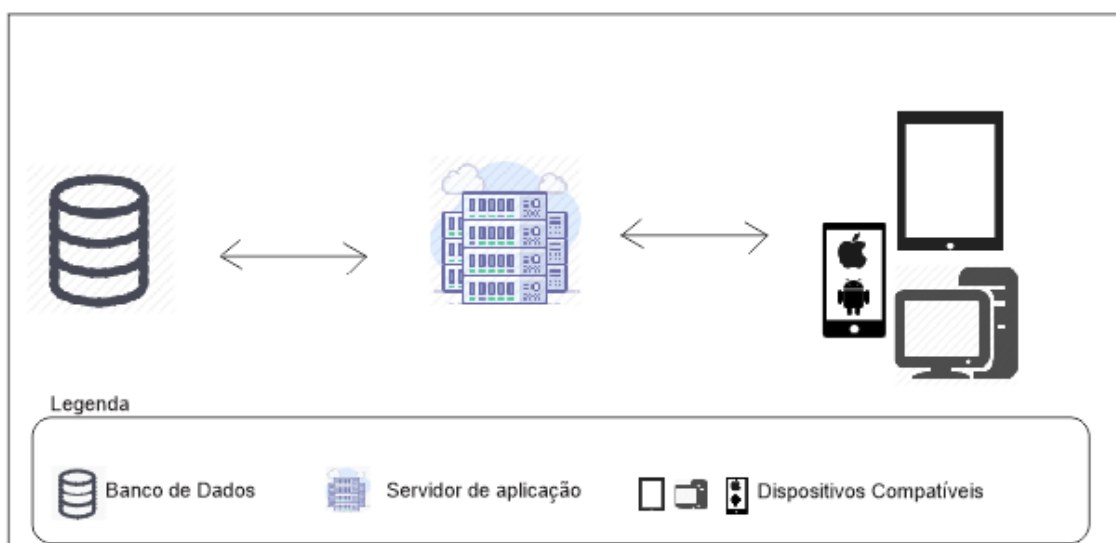 Legenda
Banco de Dados
Servidor de aplicação
Dispositivos Compatíveis